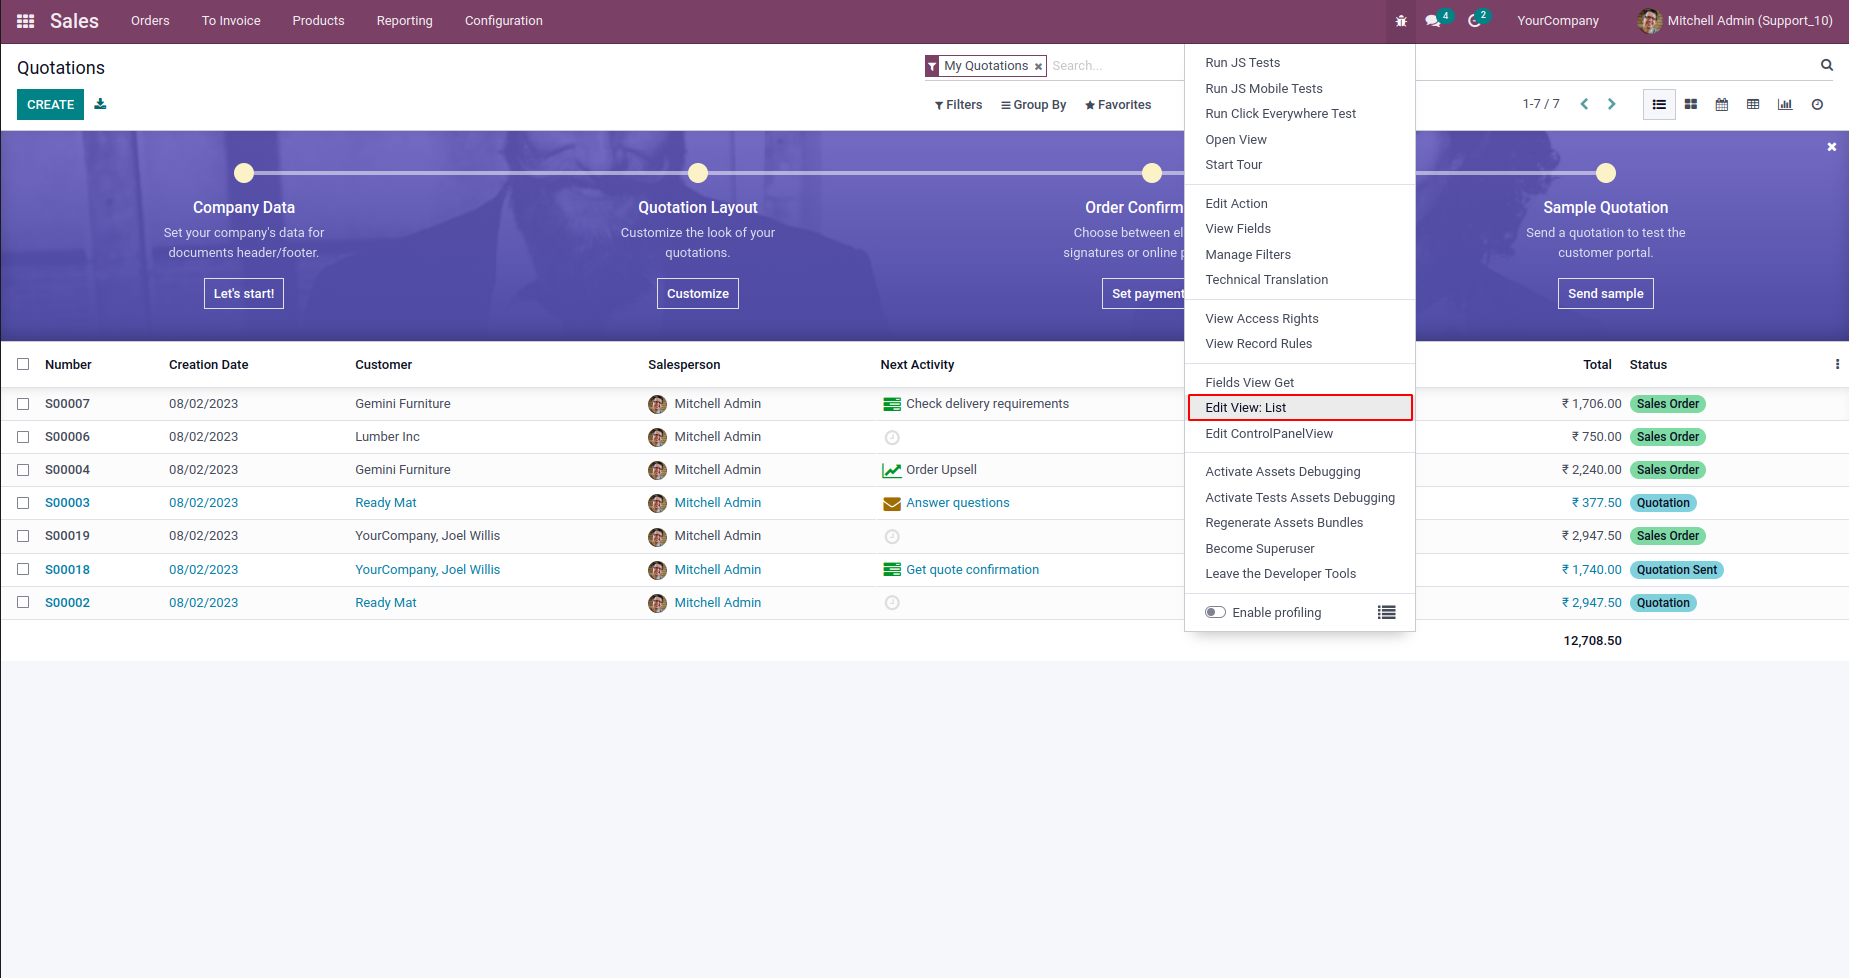 Sales Orders To Invoice Products Reporting Configuration 4 2 YourCompany Mitchell Admin (Support_10)
Quotations
My Quotations Search...
CREATE Filters Group By Favorites 1-7 / 7
Company Data
Set your company's data for
documents header/footer.
Let's start!
Quotation Layout
Customize the look of your
quotations.
Customize
Order Confirm
Choose between el
signatures or online p
Set payment
Sample Quotation
Send a quotation to test the
customer portal.
Send sample
Run JS Tests
Run JS Mobile Tests
Run Click Everywhere Test
Open View
Start Tour
Edit Action
View Fields
Manage Filters
Technical Translation
View Access Rights
View Record Rules
Fields View Get
Edit View: List
Edit ControlPanelView
Activate Assets Debugging
Activate Tests Assets Debugging
Regenerate Assets Bundles
Become Superuser
Leave the Developer Tools
Enable profiling
Number Creation Date Customer Salesperson Next Activity Total Status
S00007 08/02/2023 Gemini Furniture Mitchell Admin Check delivery requirements ₹ 1,706.00 Sales Order
S00006 08/02/2023 Lumber Inc Mitchell Admin ₹ 750.00 Sales Order
S00004 08/02/2023 Gemini Furniture Mitchell Admin Order Upsell ₹ 2,240.00 Sales Order
S00003 08/02/2023 Ready Mat Mitchell Admin Answer questions ₹ 377.50 Quotation
S00019 08/02/2023 YourCompany, Joel Willis Mitchell Admin ₹ 2,947.50 Sales Order
S00018 08/02/2023 YourCompany, Joel Willis Mitchell Admin Get quote confirmation ₹ 1,740.00 Quotation Sent
S00002 08/02/2023 Ready Mat Mitchell Admin ₹ 2,947.50 Quotation
12,708.50